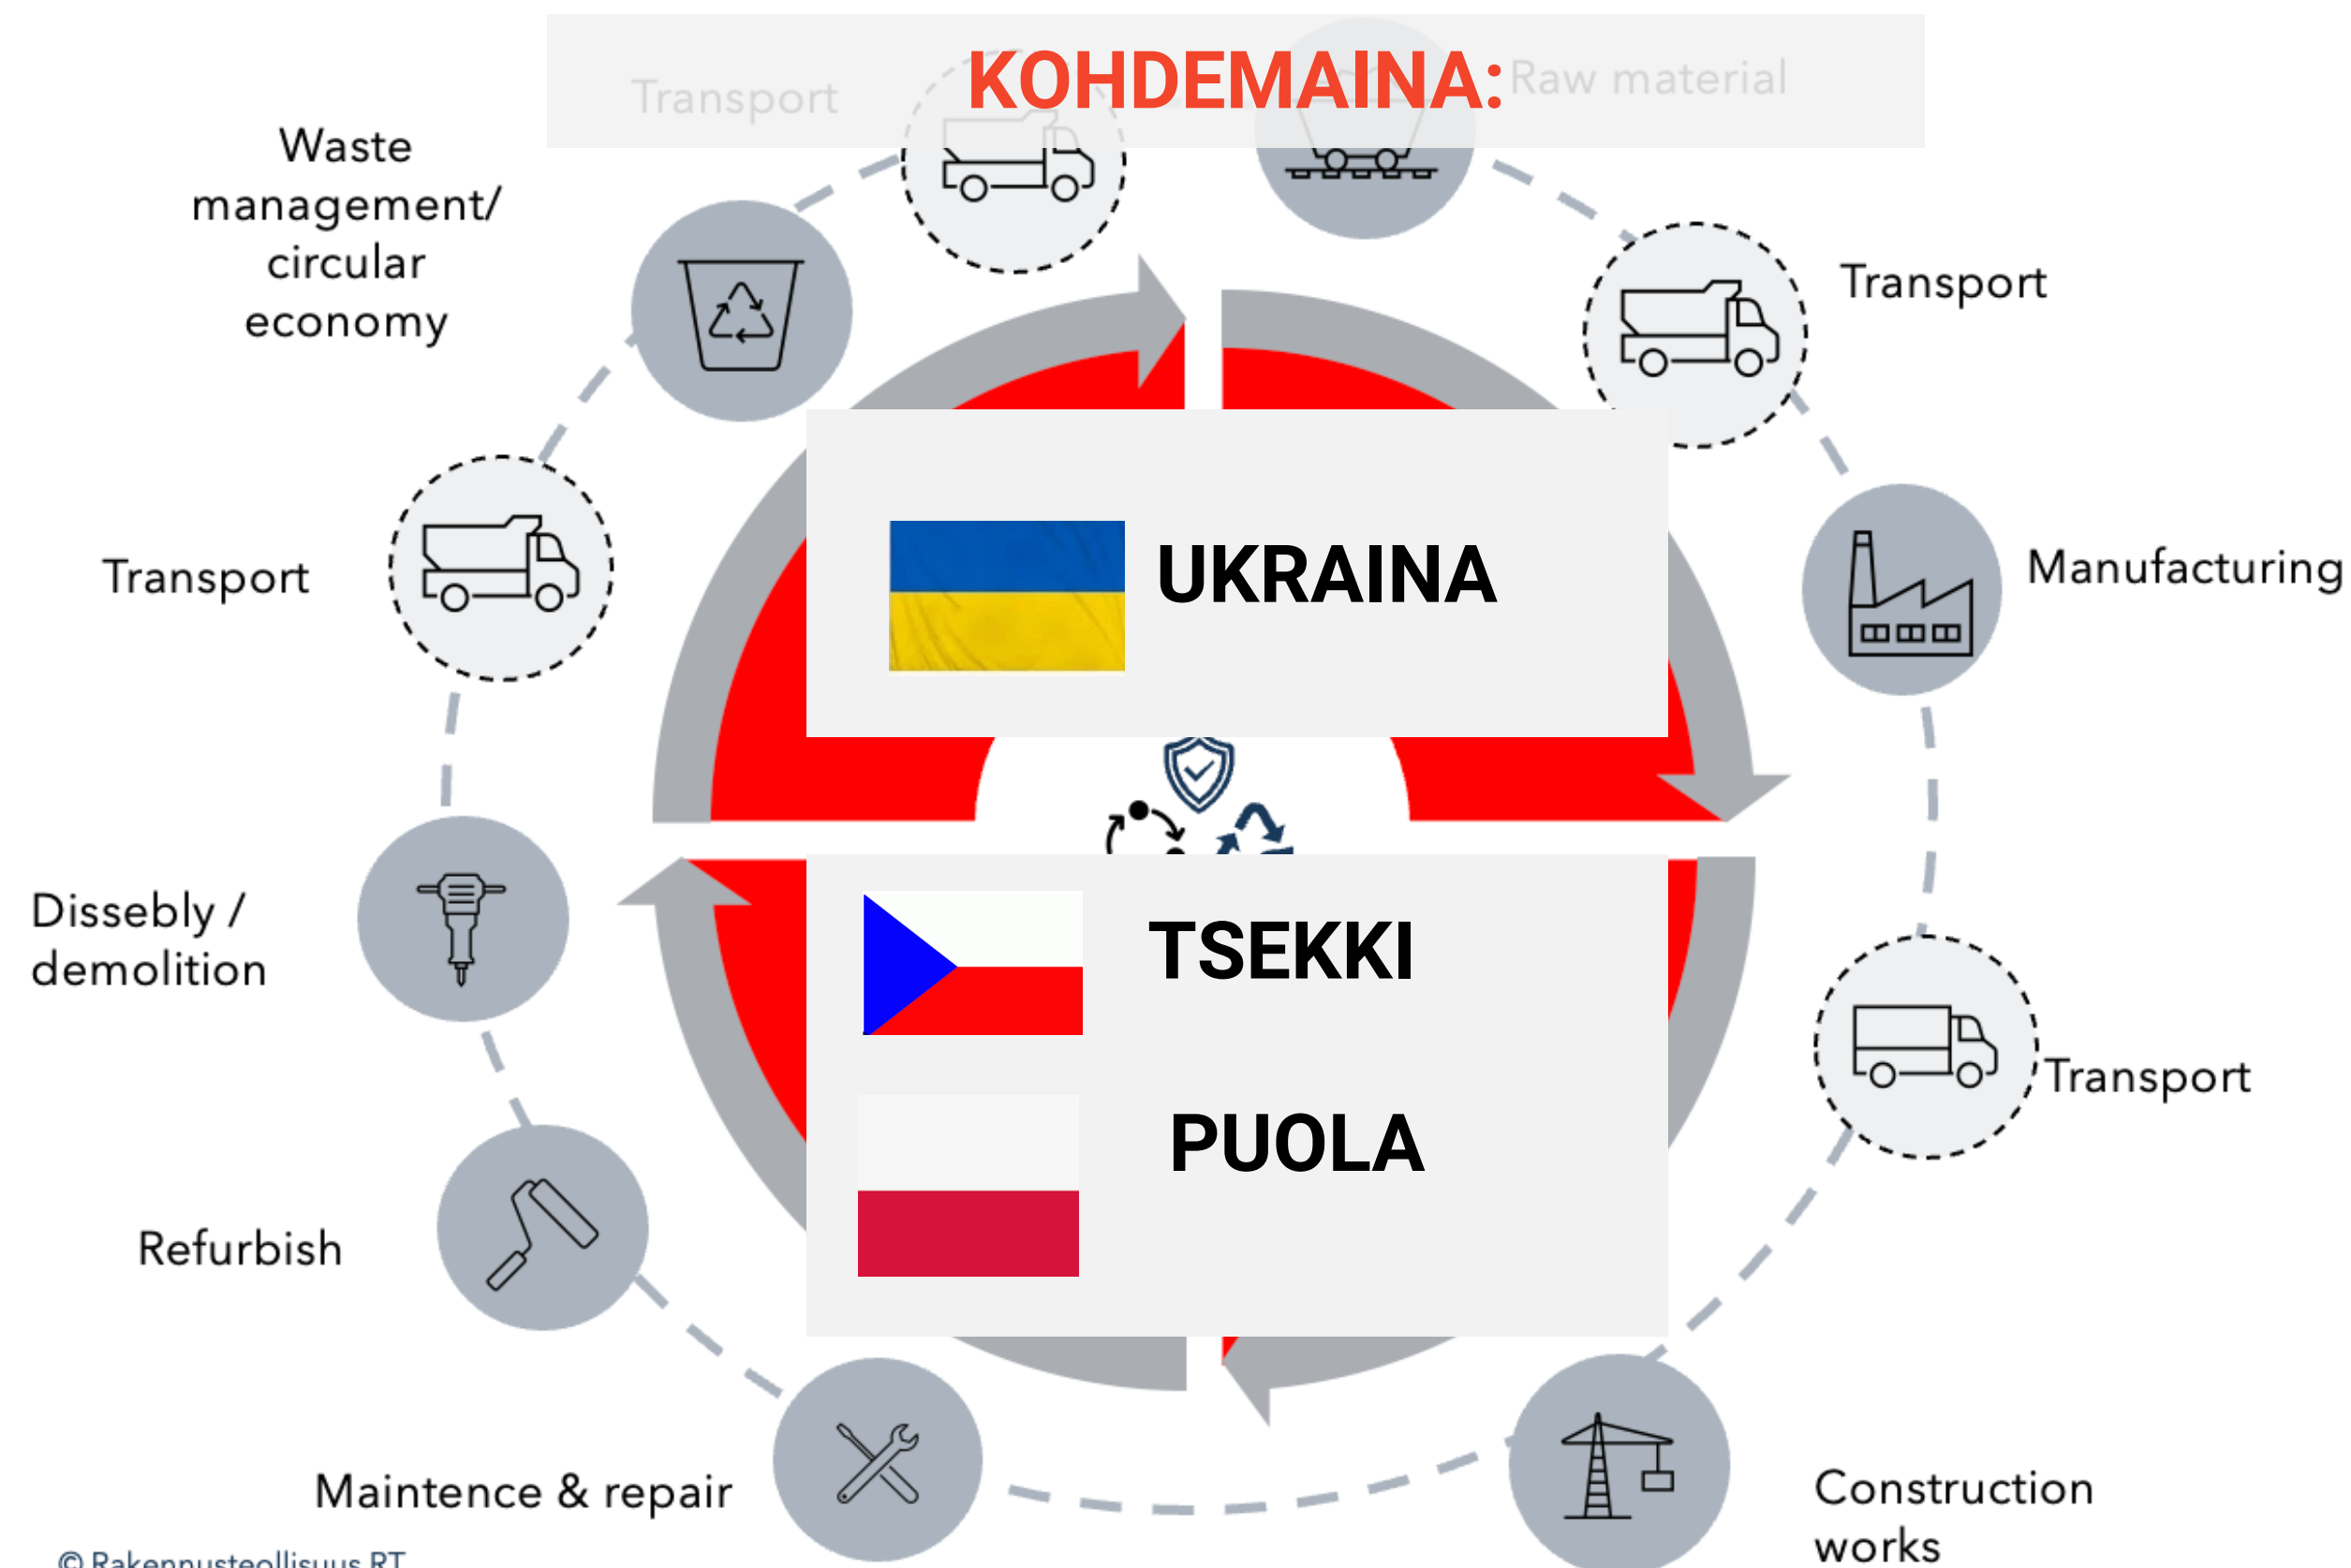 KOHDEMAINA:
Transport
Raw material
Waste
management/
circular
economy
Transport
Transport
Manufacturing
UKRAINA
Dissebly /
demolition
TSEKKI
Transport
PUOLA
Refurbish
Maintence & repair
Construction
works
© Rakennusteollisuus RT